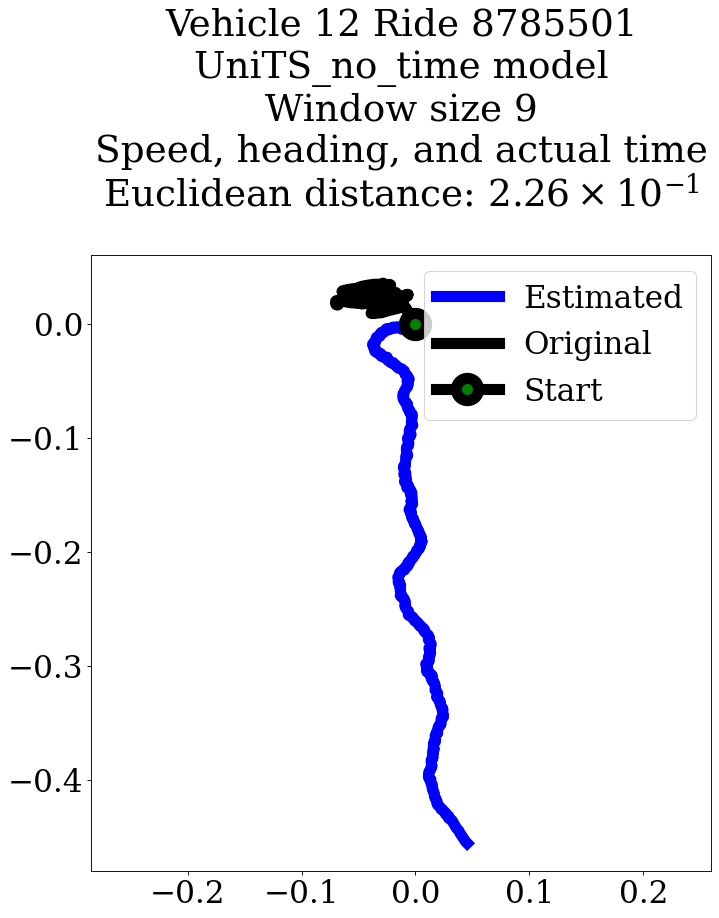 Vehicle 12 Ride 8785501
UniTS_no_time model
Window size 9
Speed, heading, and actual time
Euclidean distance: 2.26 × 10⁻¹
Estimated
Original
Start
0.0
−0.1
−0.2
−0.3
−0.4
−0.2 −0.1 0.0 0.1 0.2